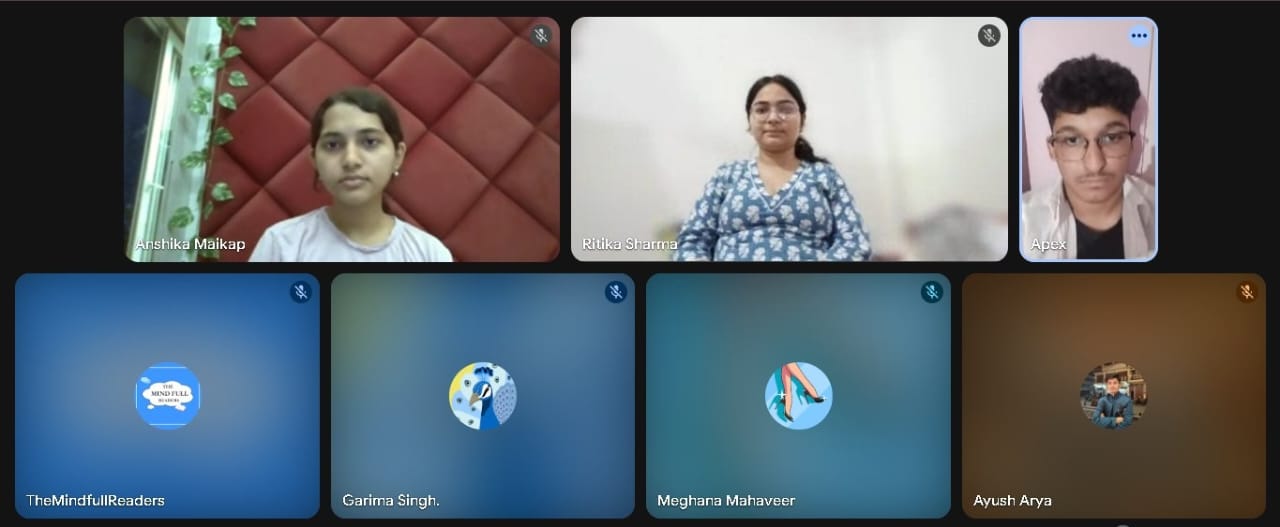 Anshika Maikap
Ritika Sharma
Apex
THE
MIND FULL
READERS
TheMindfullReaders
Garima Singh.
Meghana Mahaveer
Ayush Arya